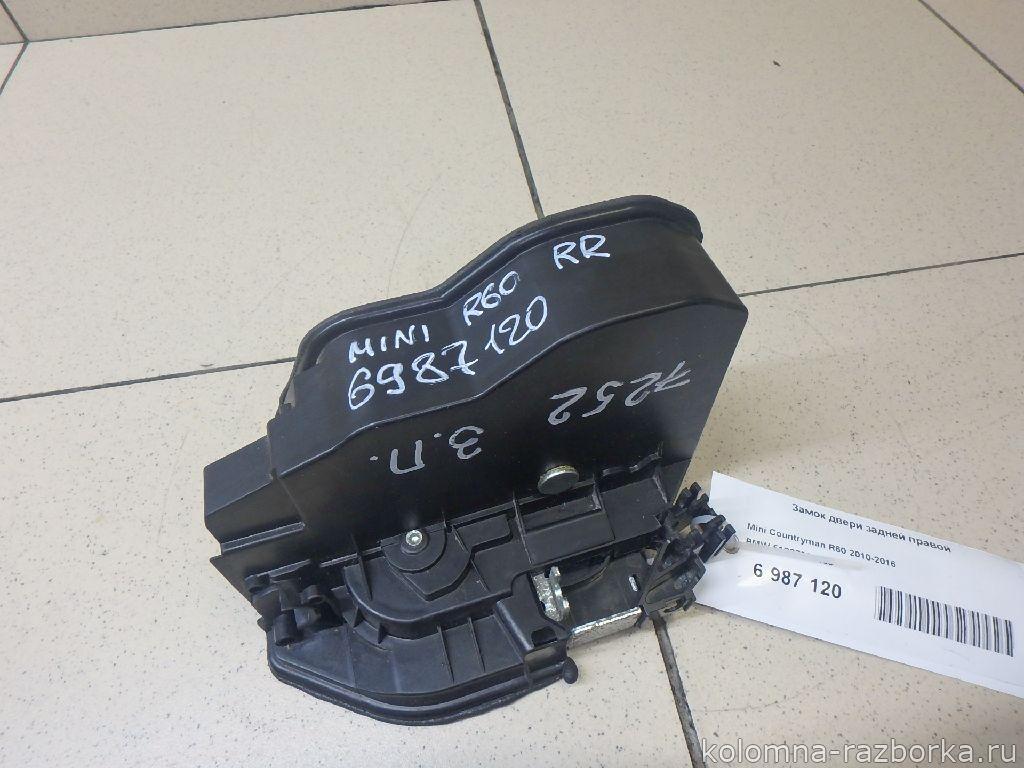 MINI R60 RR
6987120
7252
З.П.
Замок двери задней правой
Mini Countryman R60 2010-2016
BMW
6 987 120
kolomna-razborka.ru